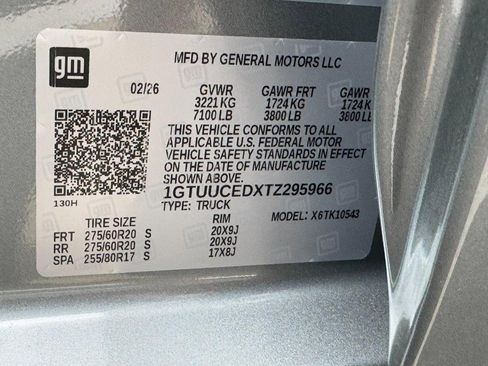 gm
MFD BY GENERAL MOTORS LLC
02/26 GVWR GAWR FRT GAWR
3221 KG 1724 KG 1724 K
7100 LB 3800 LB 3800 LB
THIS VEHICLE CONFORMS TO ALL
APPLICABLE U.S. FEDERAL MOTOR
VEHICLE SAFETY STANDARDS IN EFFECT
ON THE DATE OF MANUFACTURE
1GTUUCEDXTZ295966
130H TYPE: TRUCK MODEL: X6TK10543
TIRE SIZE RIM
FRT 275/60R20 S 20X9J
RR 275/60R20 S 20X9J
SPA 255/80R17 S 17X8J